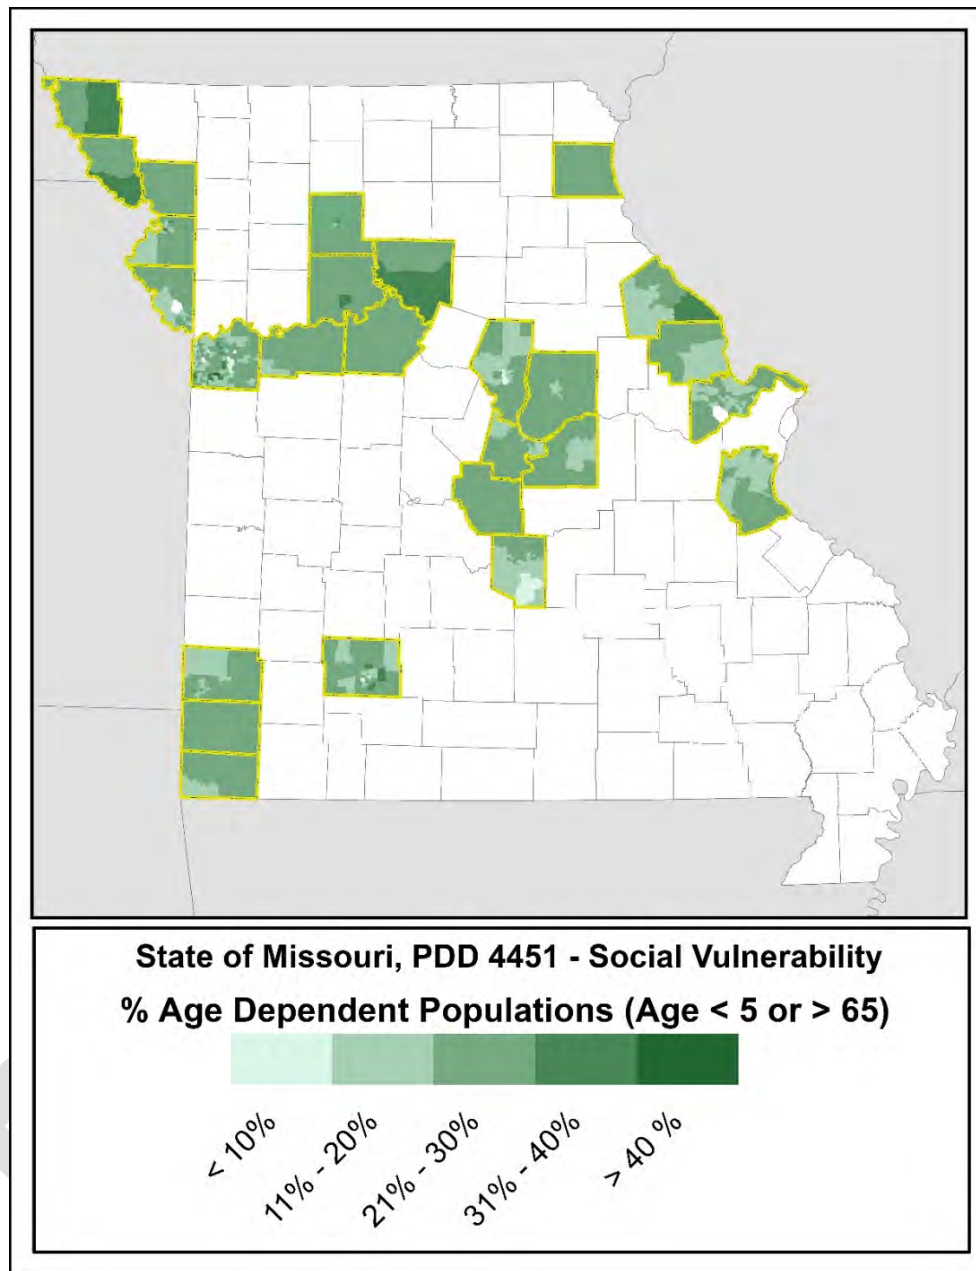 State of Missouri, PDD 4451 - Social Vulnerability
% Age Dependent Populations (Age < 5 or > 65)
< 10%
11% - 20%
21% - 30%
31% - 40%
> 40 %